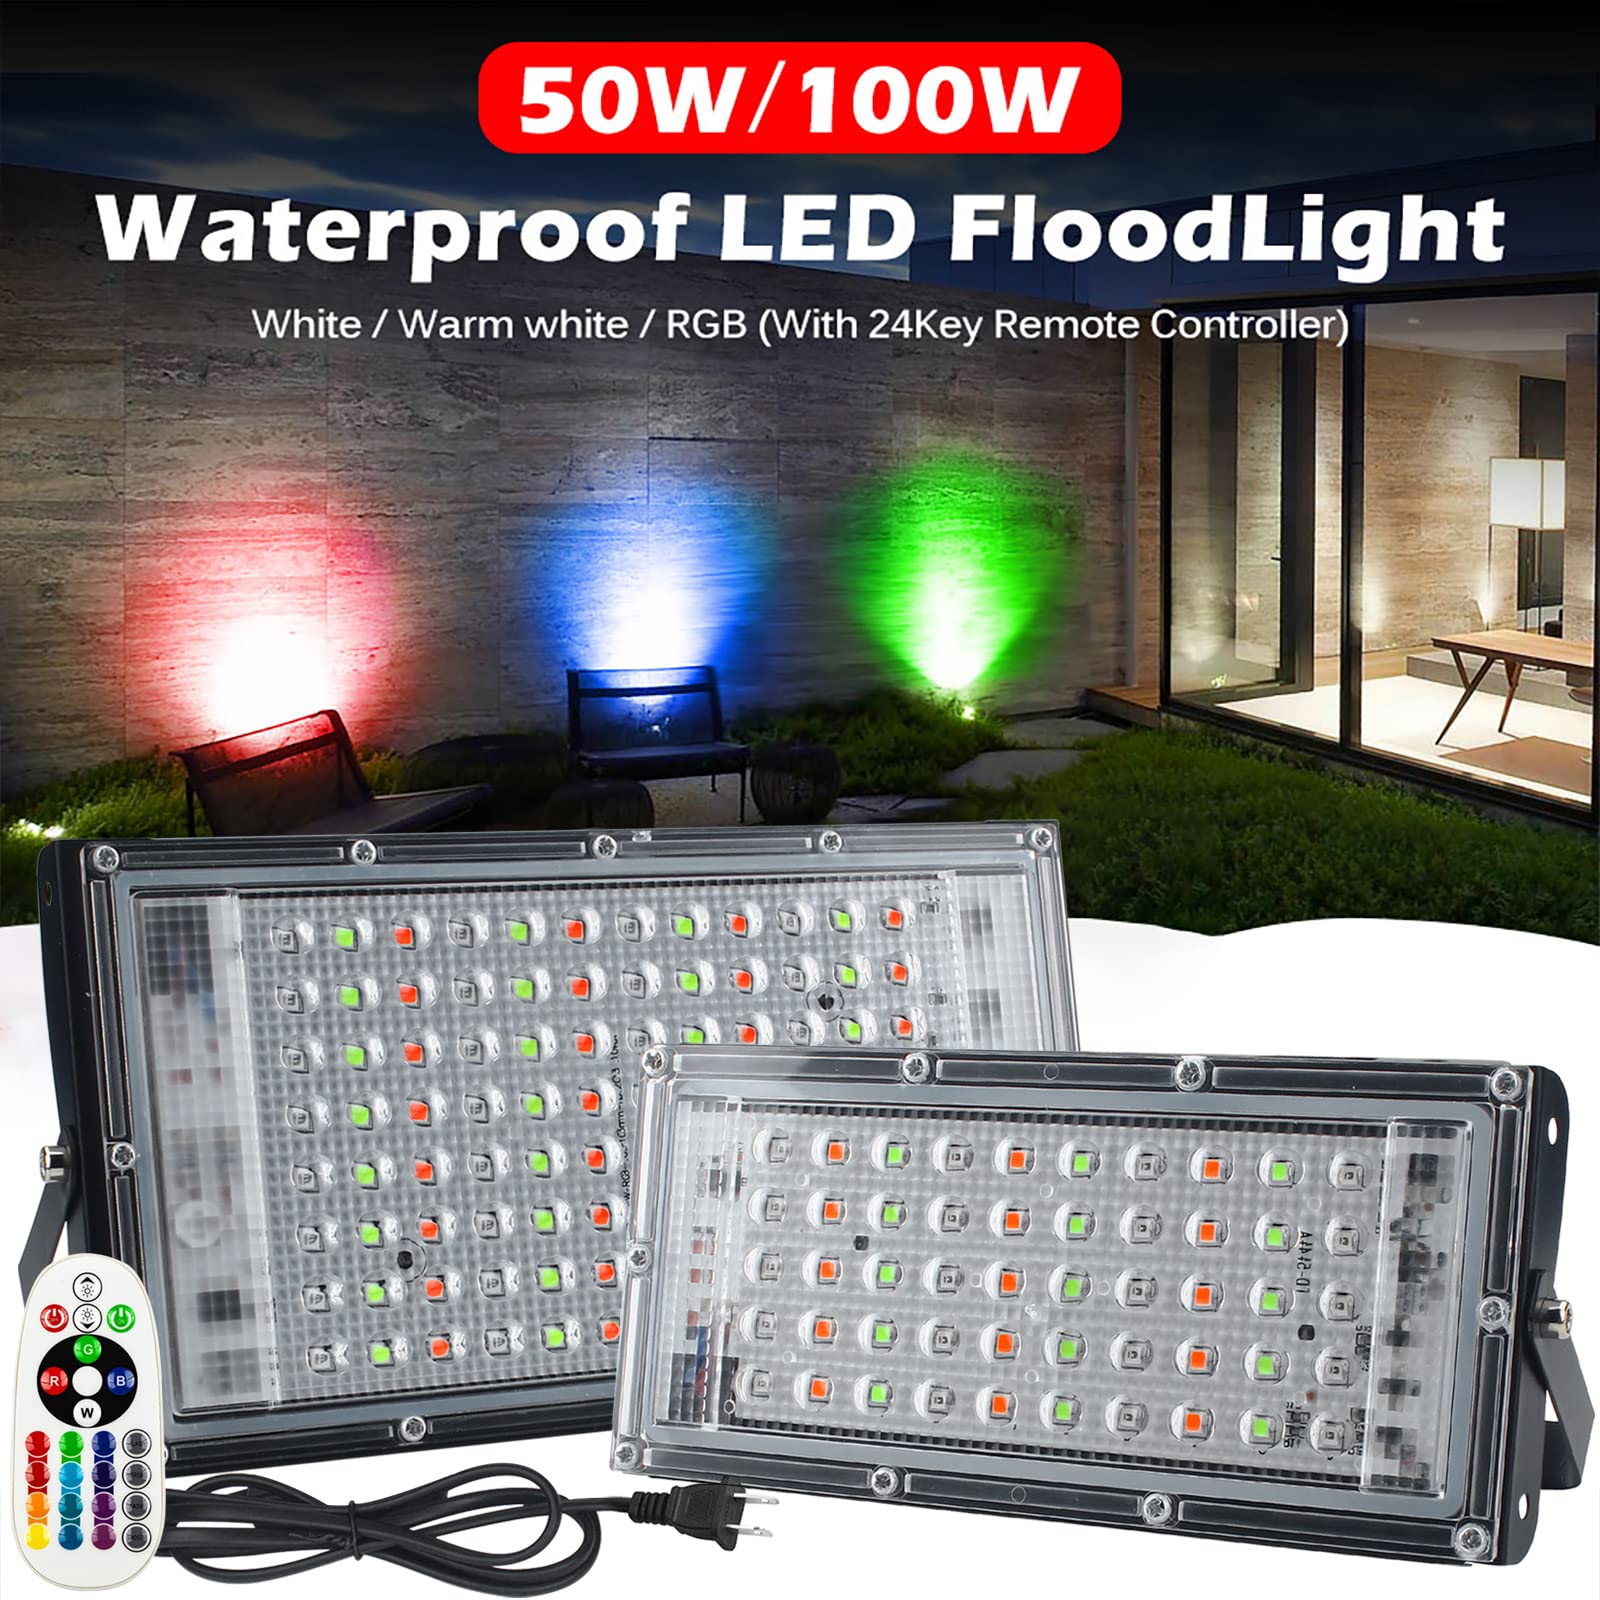 50W/100W
Waterproof LED FloodLight
White / Warm white / RGB (With 24Key Remote Controller)
G
R
B
W